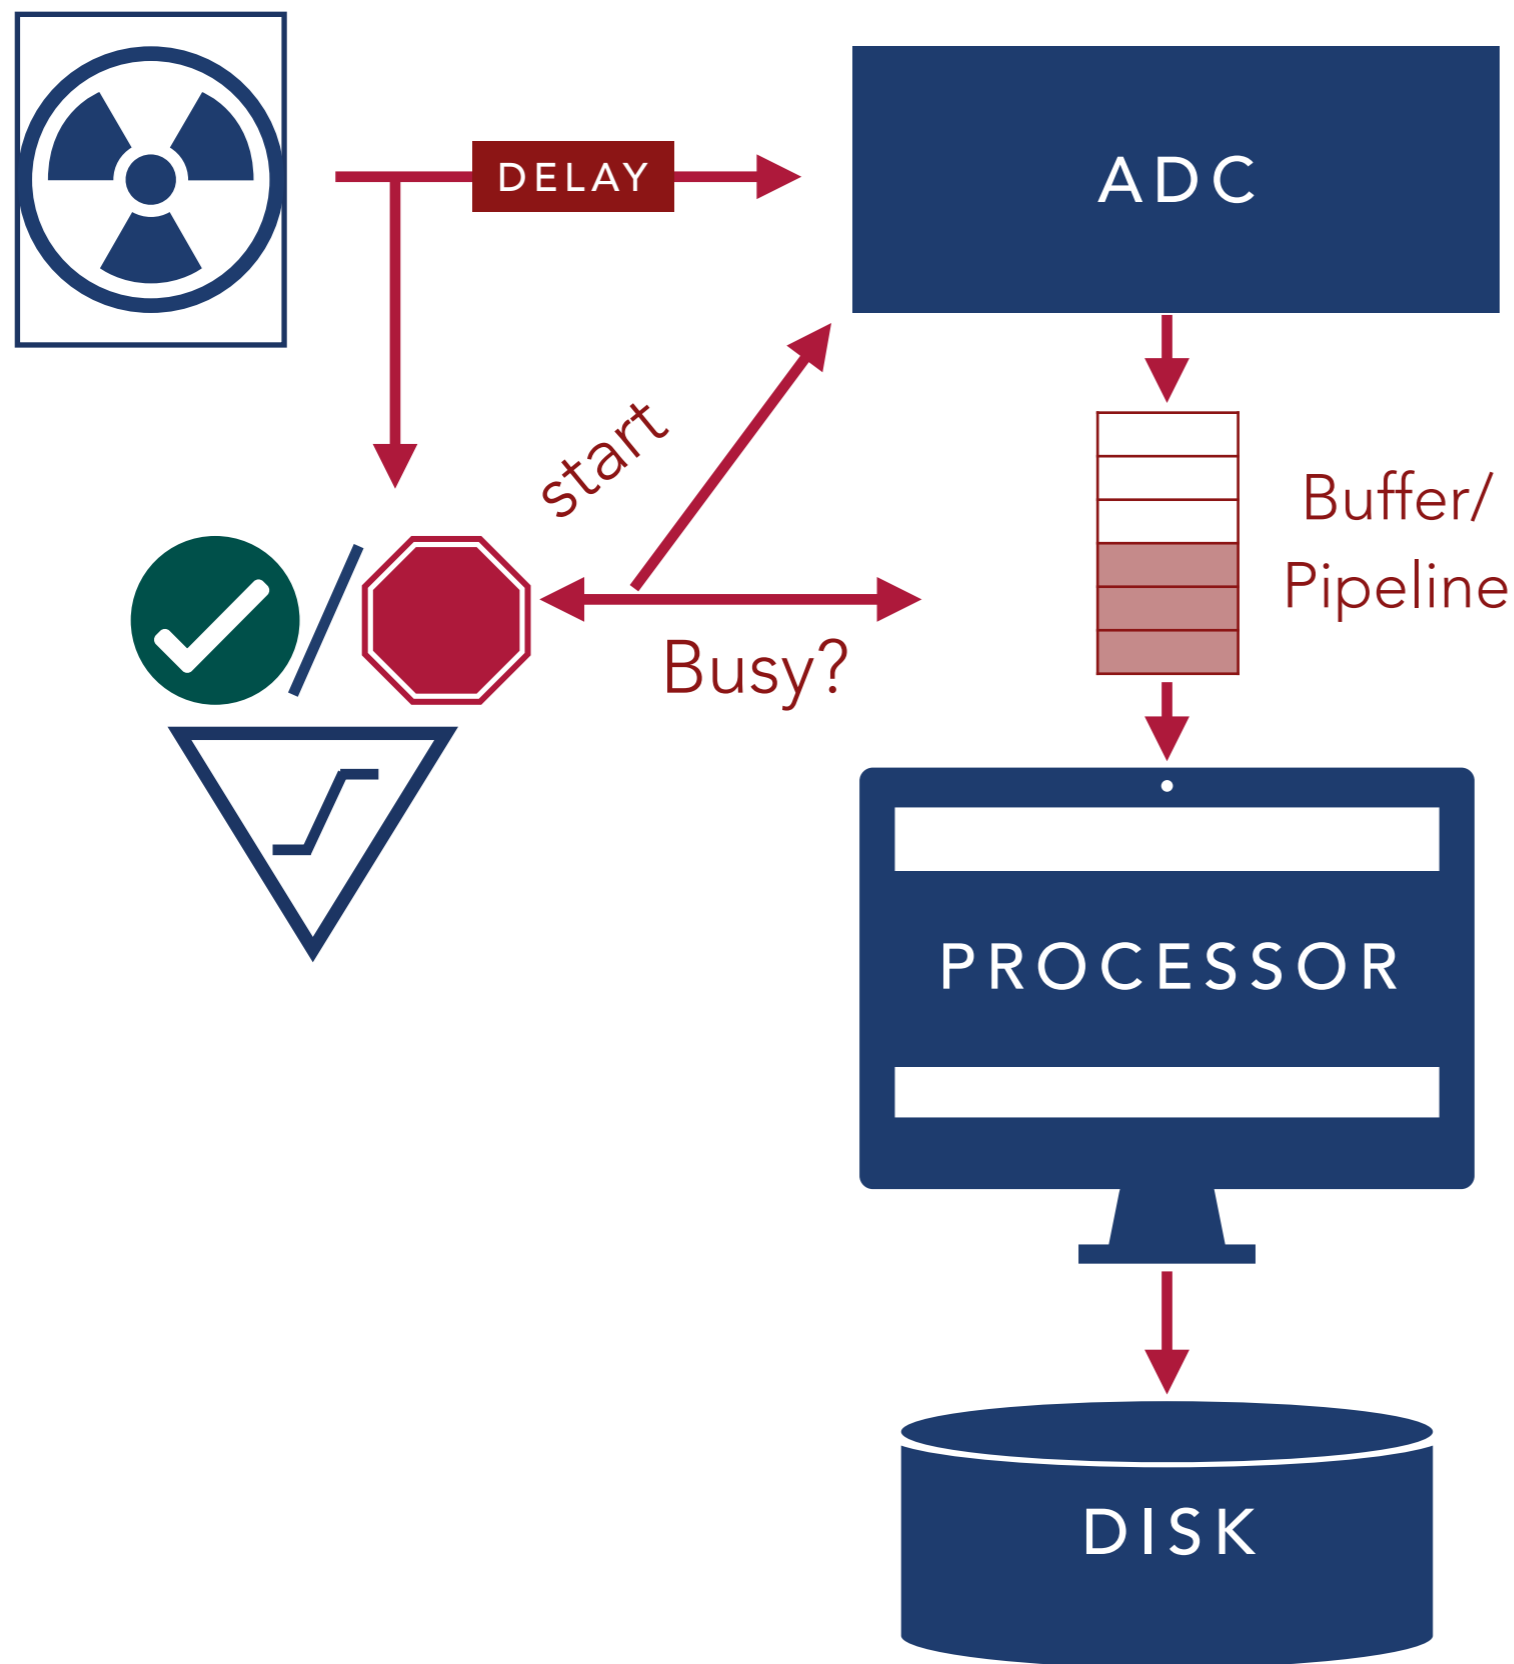 DELAY
ADC
start
Buffer/
Pipeline
Busy?
PROCESSOR
DISK